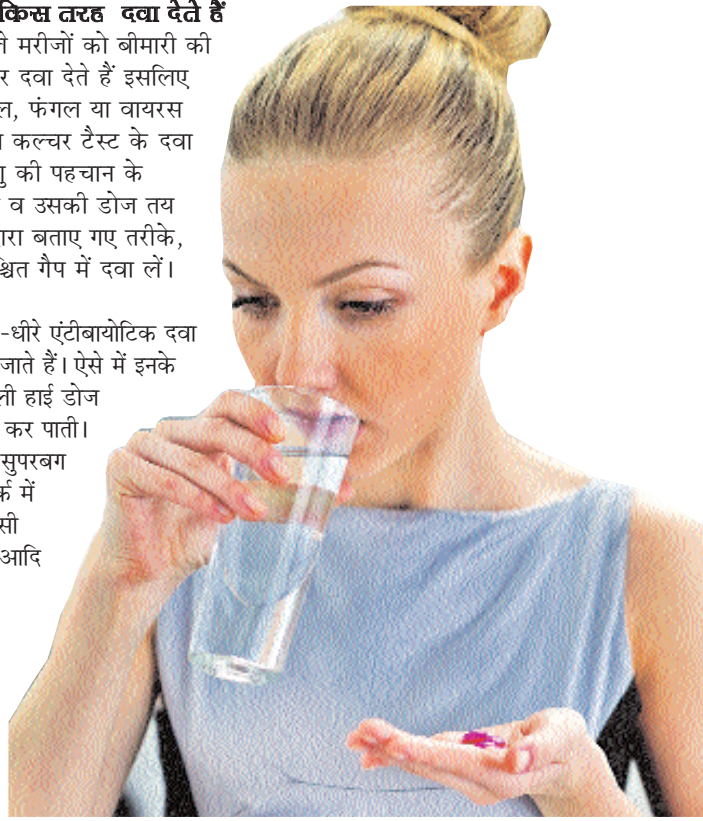 किस तरह दवा देते हैं
मरीजों को बीमारी की
दवा देते हैं इसलिए
फंगल या वायरस
कल्चर टैस्ट के दवा
की पहचान के
व उसकी डोज तय
बताए गए तरीके,
गैप में दवा लें।
-धीरे एंटीबायोटिक दवा
जाते हैं। ऐसे में इनके
हाई डोज
कर पाती।
सुपरबग
में
आदि